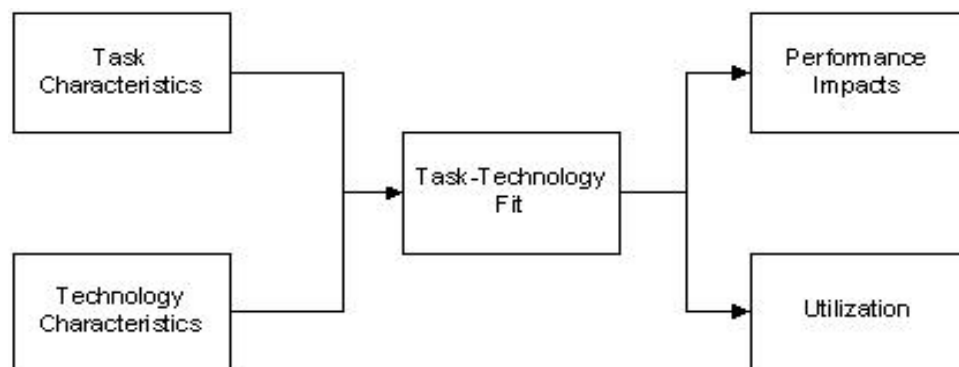 Task
Characteristics
Performance
Impacts
Task-Technology
Fit
Technology
Characteristics
Utilization